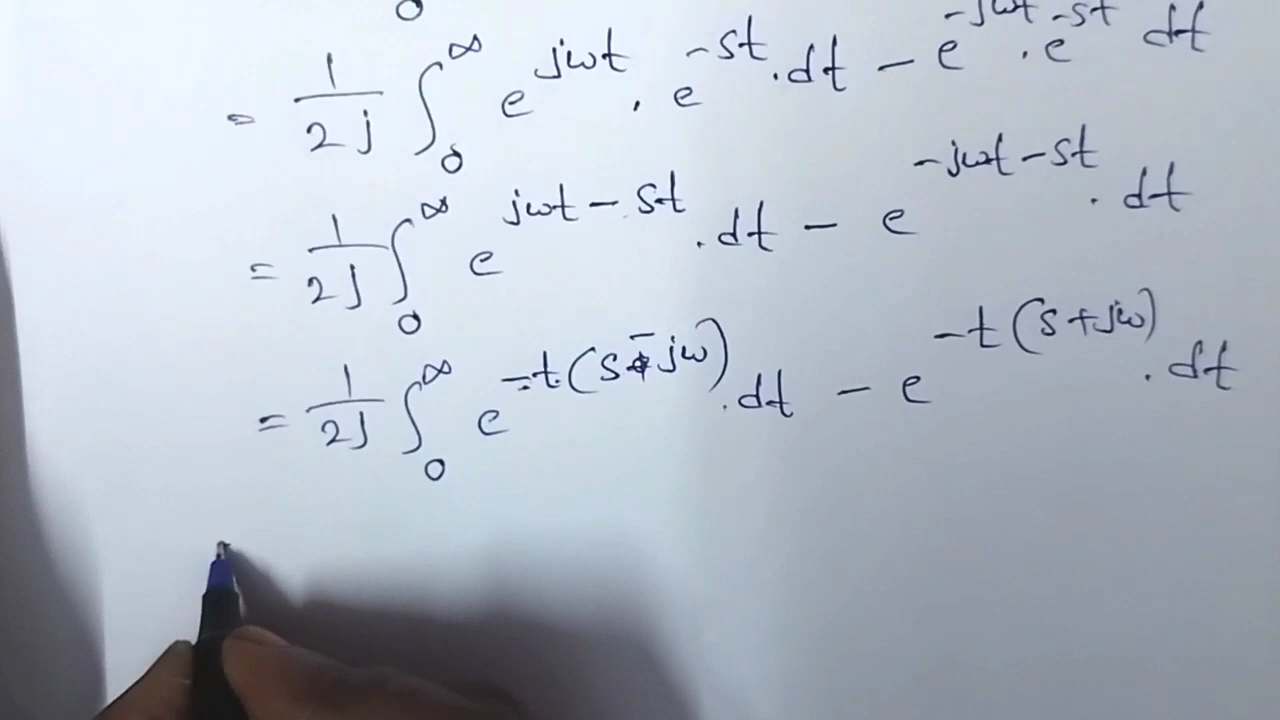 0
= 1/2j ∫₀^∞ e^{jωt} . e^{-st} . dt - e^{-jωt} . e^{-st} dt
= 1/2j ∫₀^∞ e^{jωt - st} . dt - e^{-jωt - st} . dt
= 1/2j ∫₀^∞ e^{-t(s - jω)} . dt - e^{-t(s + jω)} . dt